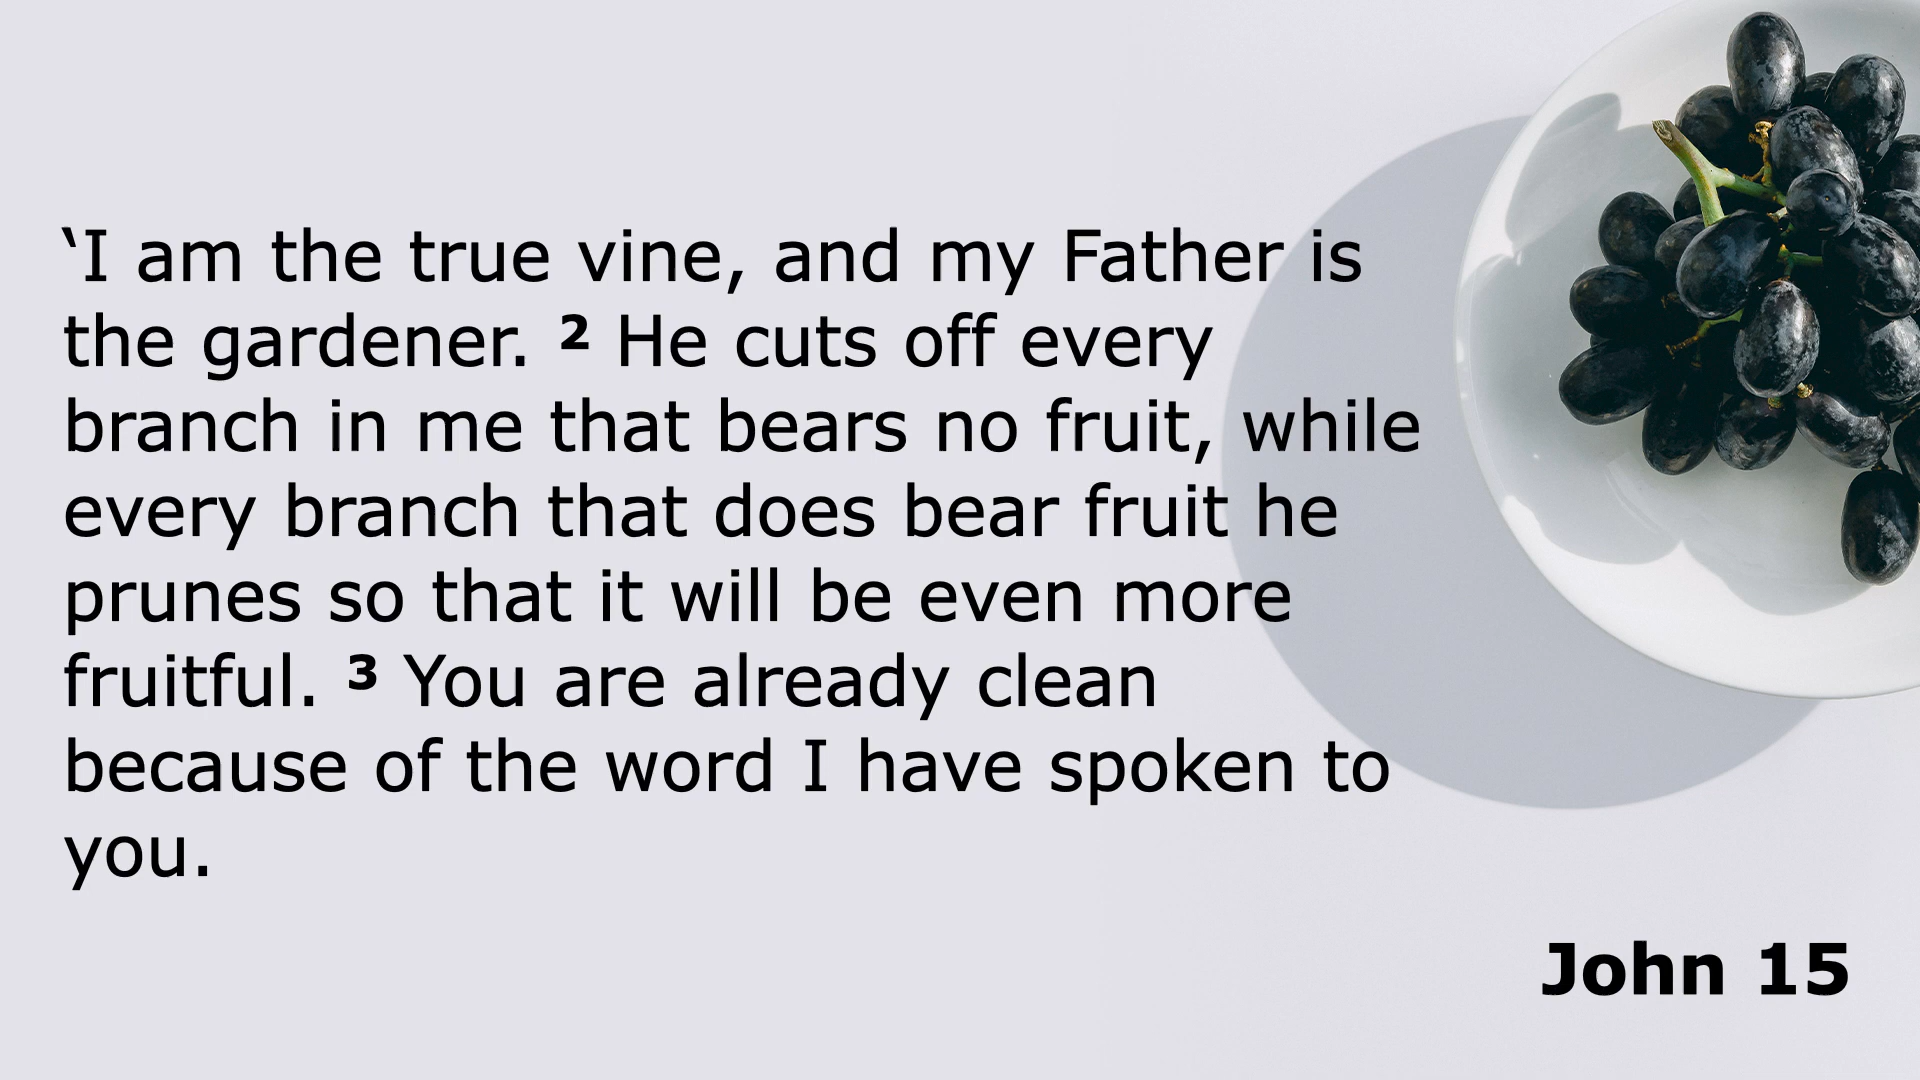 ‘I am the true vine, and my Father is
the gardener. ² He cuts off every
branch in me that bears no fruit, while
every branch that does bear fruit he
prunes so that it will be even more
fruitful. ³ You are already clean
because of the word I have spoken to
you.
John 15